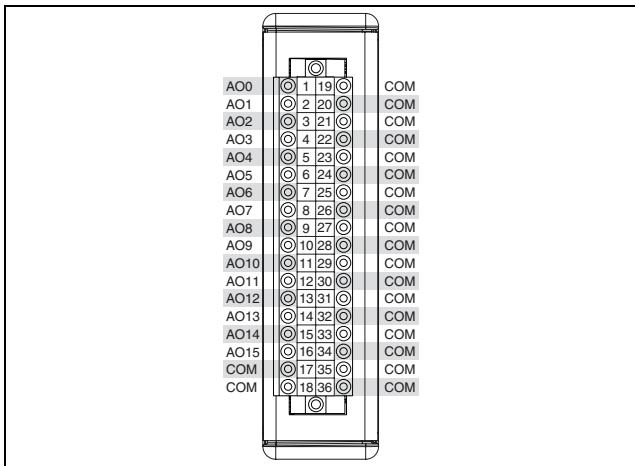 AO0 1 19 COM
AO1 2 20 COM
AO2 3 21 COM
AO3 4 22 COM
AO4 5 23 COM
AO5 6 24 COM
AO6 7 25 COM
AO7 8 26 COM
AO8 9 27 COM
AO9 10 28 COM
AO10 11 29 COM
AO11 12 30 COM
AO12 13 31 COM
AO13 14 32 COM
AO14 15 33 COM
AO15 16 34 COM
COM 17 35 COM
COM 18 36 COM